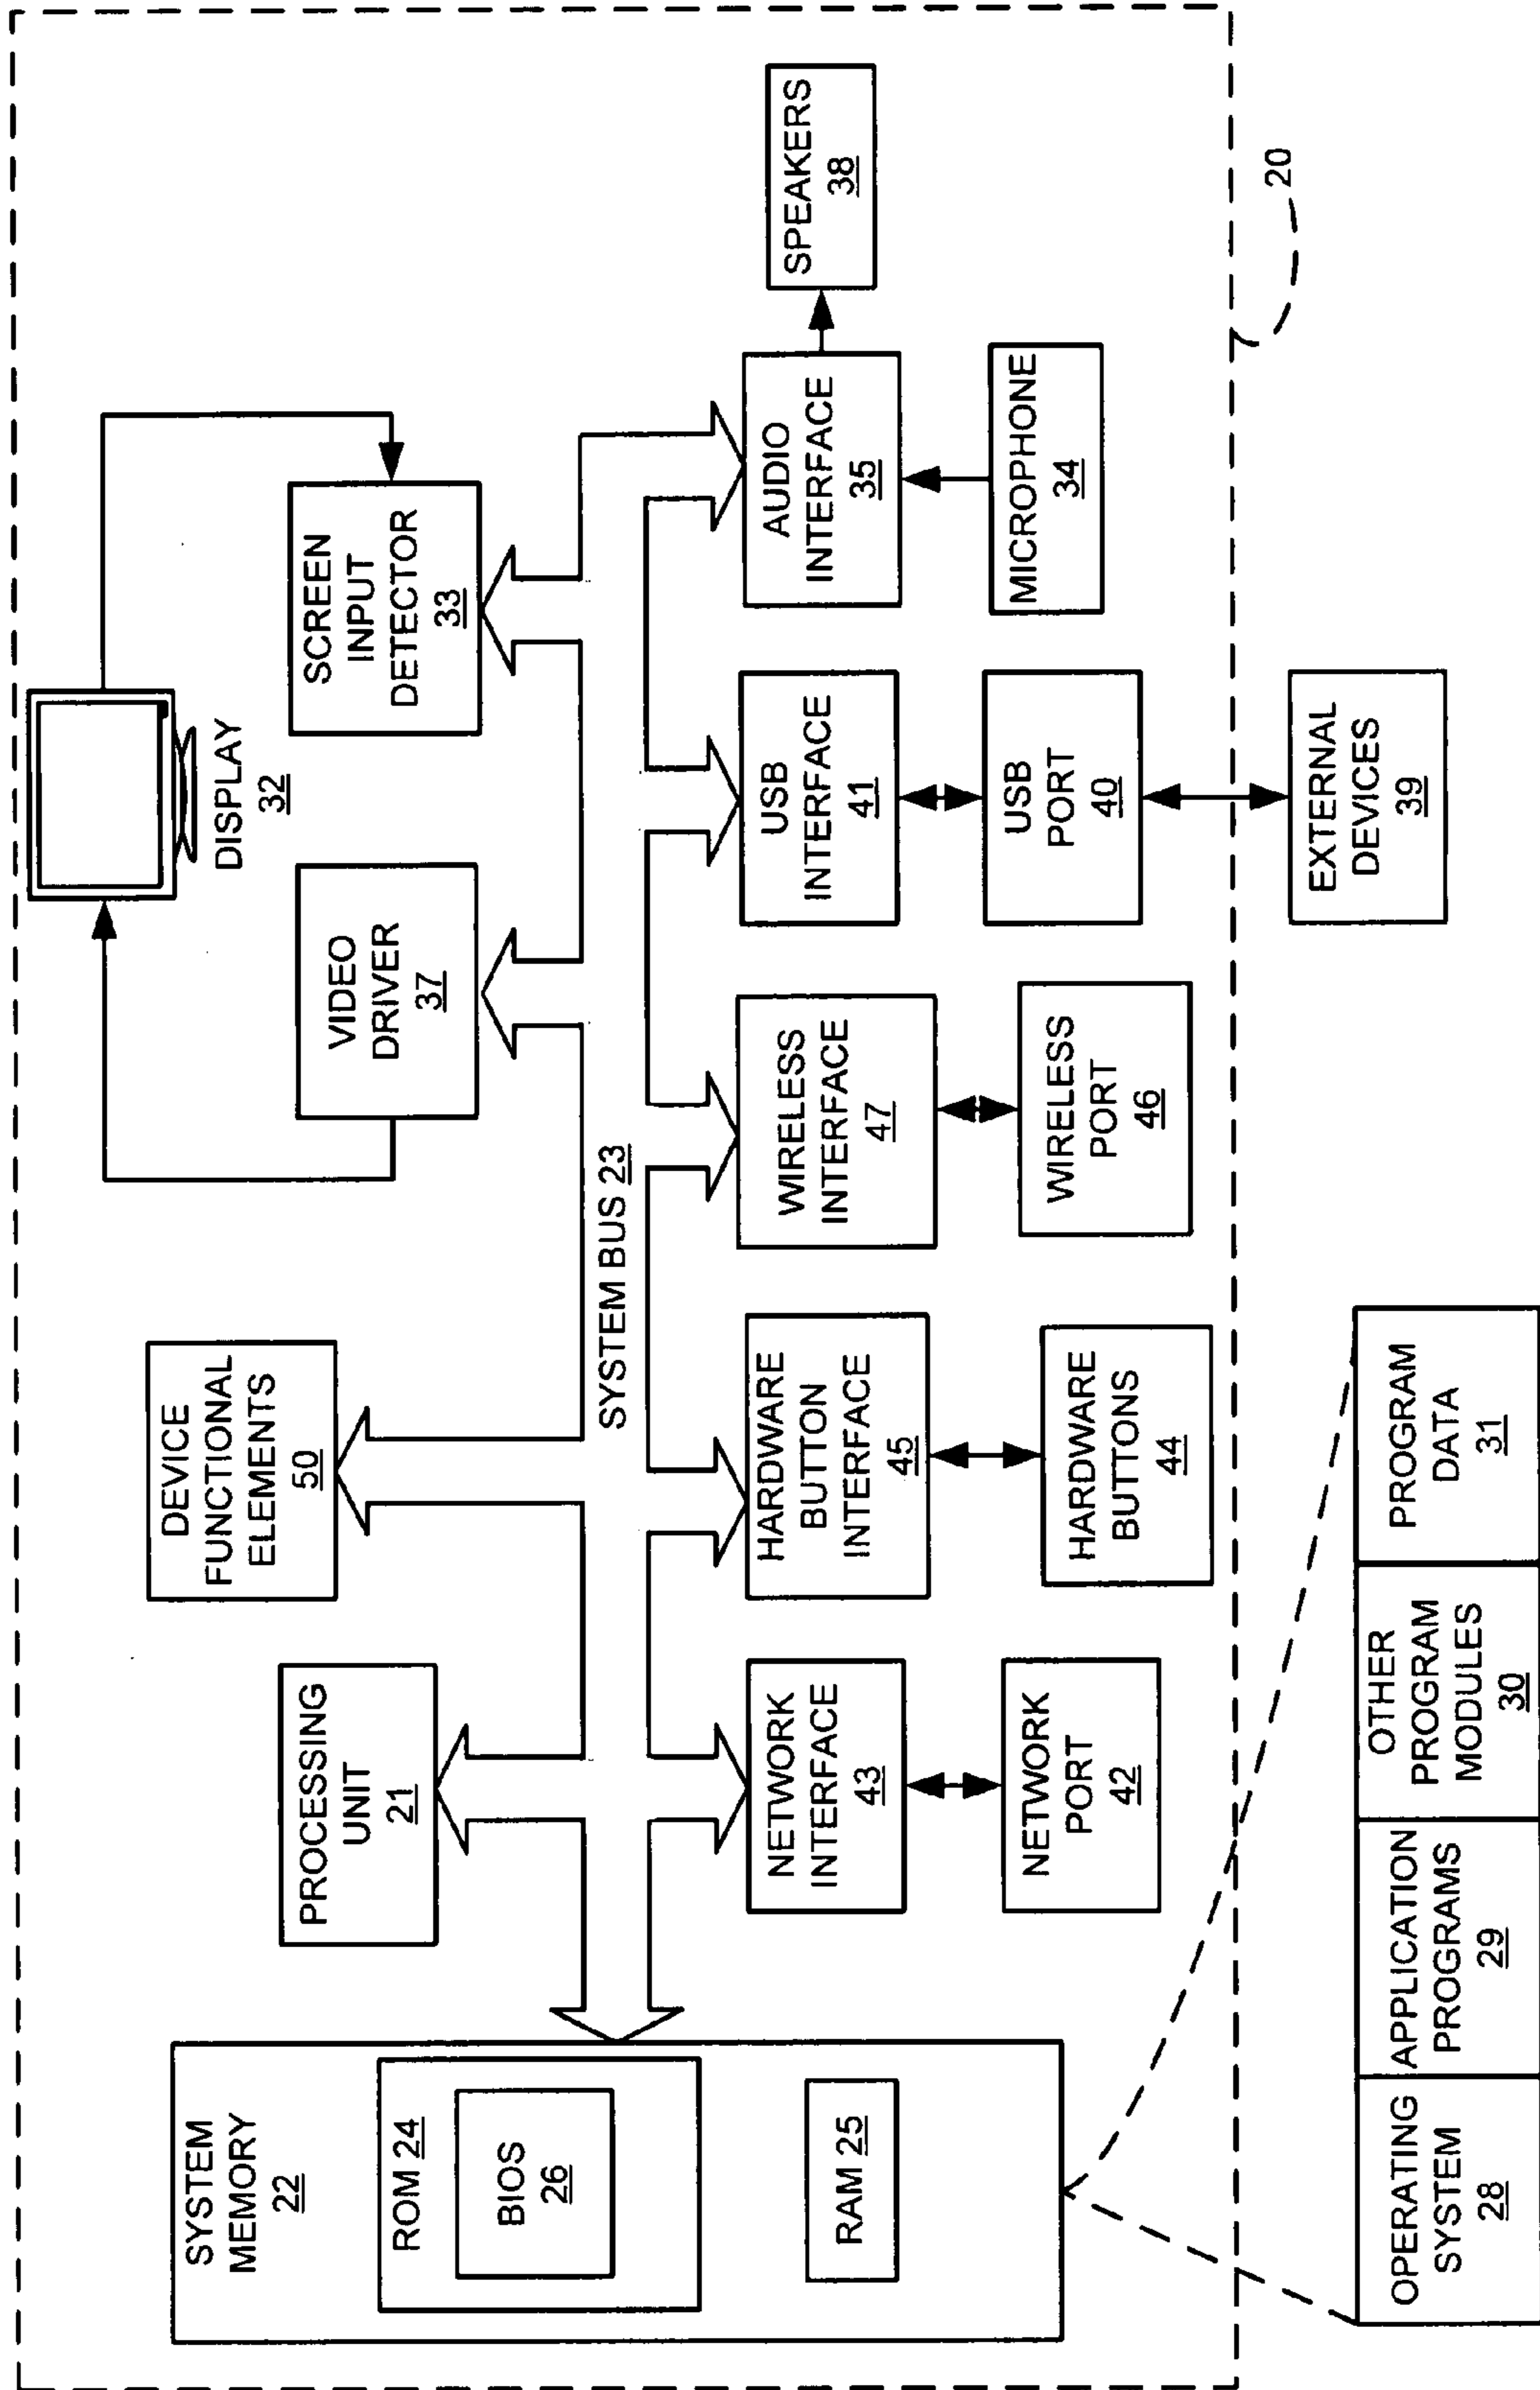 SYSTEM
MEMORY
22
ROM 24
BIOS
26
RAM 25
PROCESSING
UNIT
21
DEVICE
FUNCTIONAL
ELEMENTS
50
VIDEO
DRIVER
37
DISPLAY
32
SCREEN
INPUT
DETECTOR
33
SYSTEM BUS 23
NETWORK
INTERFACE
43
HARDWARE
BUTTON
INTERFACE
45
WIRELESS
INTERFACE
47
USB
INTERFACE
41
AUDIO
INTERFACE
35
SPEAKERS
38
NETWORK
PORT
42
HARDWARE
BUTTONS
44
WIRELESS
PORT
46
USB
PORT
40
MICROPHONE
34
20
EXTERNAL
DEVICES
39
OPERATING
SYSTEM
28
APPLICATION
PROGRAMS
29
OTHER
PROGRAM
MODULES
30
PROGRAM
DATA
31